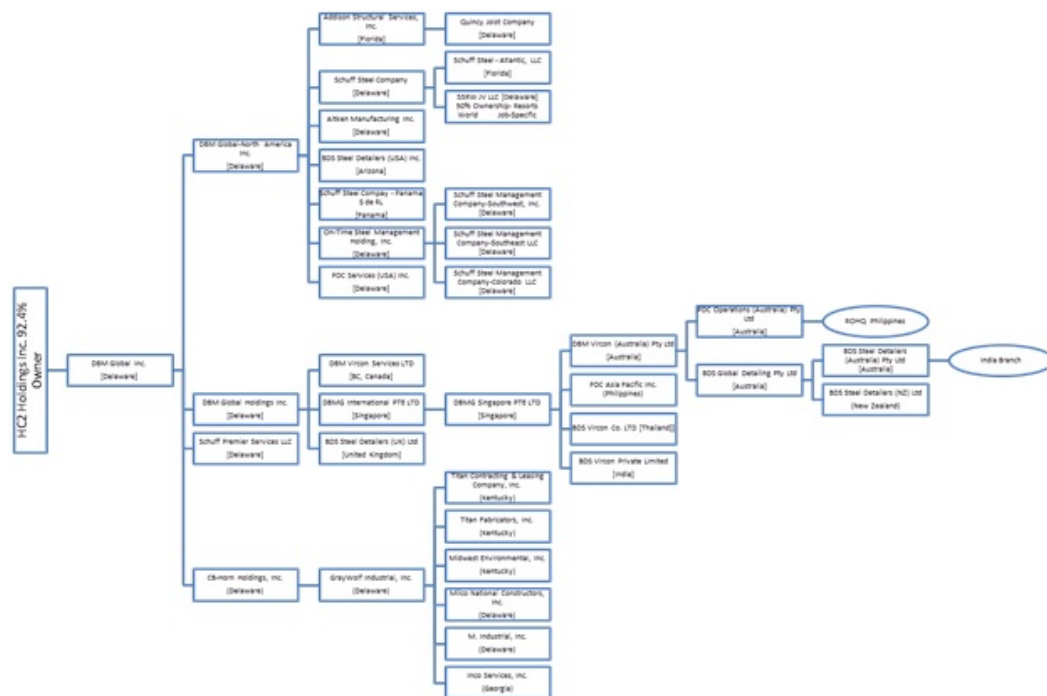 HC2 Holdings Inc. 92.4%
Owner
DBM Global Inc.
[Delaware]
DBM Global-North America
Inc.
[Delaware]
Addison Structural Services,
Inc.
[Florida]
Quincy Joist Company
[Delaware]
Schuff Steel Company
[Delaware]
Schuff Steel - Atlantic, LLC
[Florida]
SSRW JV LLC [Delaware]
50% Ownership- Resorts
World Job-Specific
Aitken Manufacturing Inc.
[Delaware]
BDS Steel Detailers (USA) Inc.
[Arizona]
Schuff Steel Compay - Panama
S de RL
[Panama]
On-Time Steel Management
Holding, Inc.
[Delaware]
Schuff Steel Management
Company-Southwest, Inc.
[Delaware]
Schuff Steel Management
Company-Southeast LLC
[Delaware]
Schuff Steel Management
Company-Colorado LLC
[Delaware]
PDC Services (USA) Inc.
[Delaware]
DBM Global Holdings Inc.
[Delaware]
DBM Vircon Services LTD
[BC, Canada]
DBMG International PTE LTD
[Singapore]
BDS Steel Detailers (UK) Ltd
[United Kingdom]
DBMG Singapore PTE LTD
[Singapore]
DBM Vircon (Australia) Pty Ltd
[Australia]
PDC Operations (Australia) Pty
Ltd
[Australia]
ROHQ, Philippines
BDS Global Detailing Pty Ltd
[Australia]
BDS Steel Detailers
(Australia) Pty Ltd
[Australia]
India Branch
BDS Steel Detailers (NZ) Ltd
(New Zealand)
PDC Asia Pacific Inc.
(Philippines)
BDS Vircon Co. LTD [Thailand]]
BDS Vircon Private Limited
[India]
Schuff Premier Services LLC
[Delaware]
CB-Horn Holdings, Inc.
(Delaware)
GrayWolf Industrial, Inc.
(Delaware)
Titan Contracting & Leasing
Company, Inc.
(Kentucky)
Titan Fabricators, Inc.
(Kentucky)
Midwest Environmental, Inc.
(Kentucky)
Milco National Constructors,
Inc.
(Delaware)
M. Industrial, Inc.
(Delaware)
Inco Services, Inc.
(Georgia)